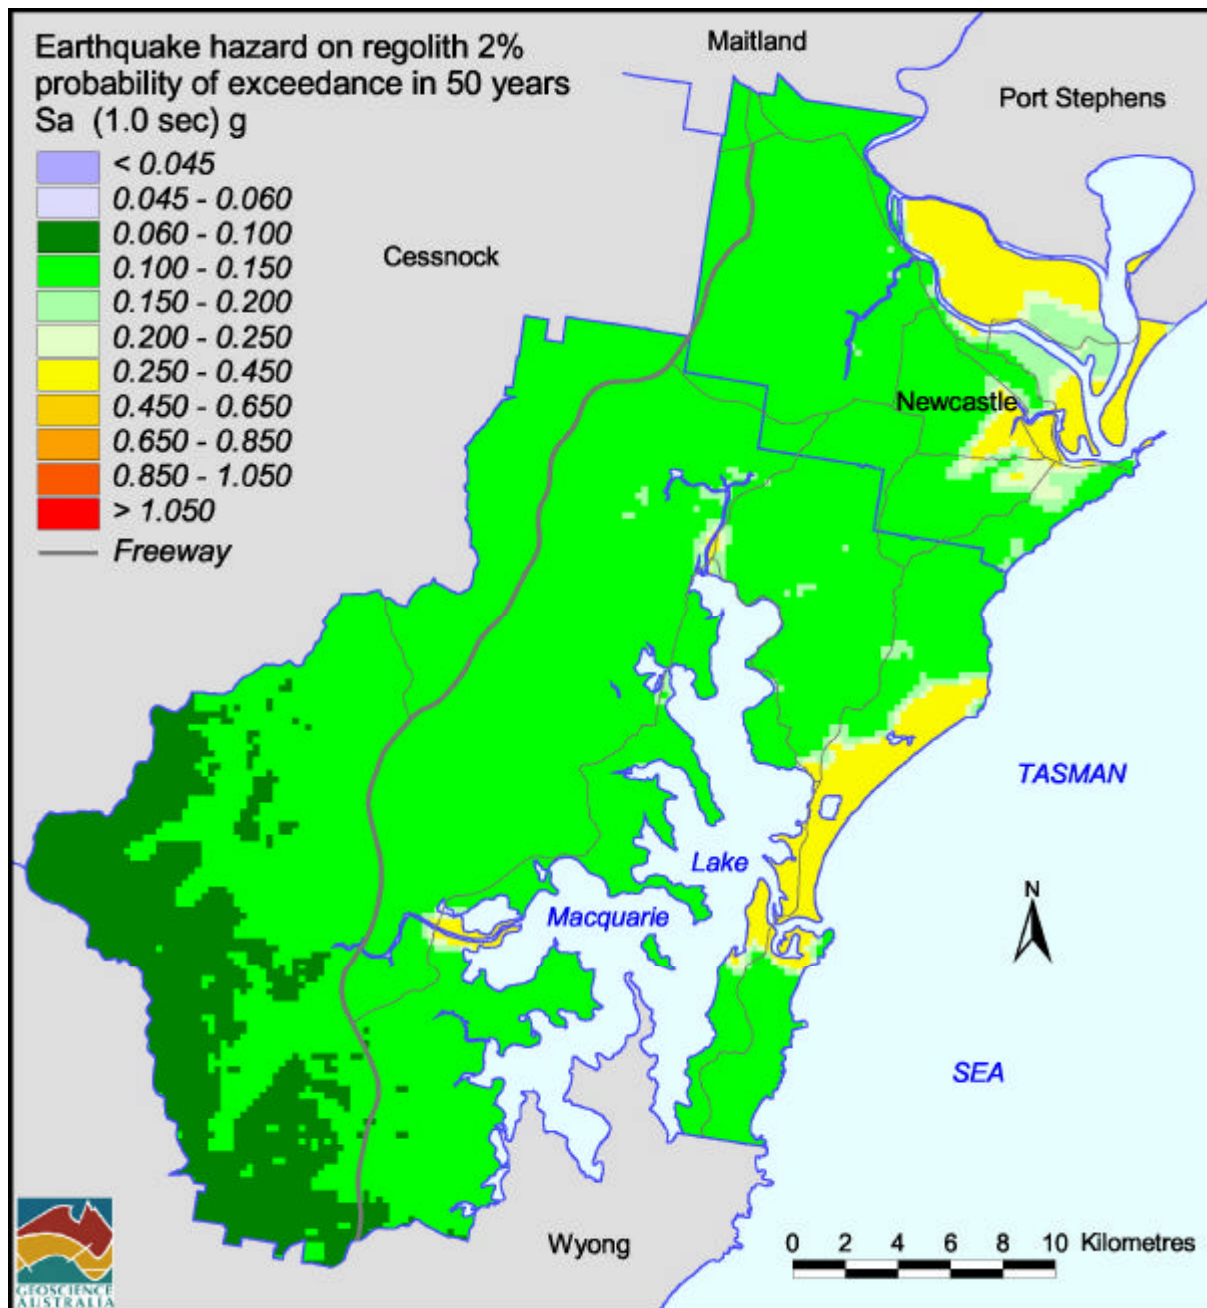 Earthquake hazard on regolith 2%
probability of exceedance in 50 years
Sa (1.0 sec) g
< 0.045
0.045 - 0.060
0.060 - 0.100
0.100 - 0.150
0.150 - 0.200
0.200 - 0.250
0.250 - 0.450
0.450 - 0.650
0.650 - 0.850
0.850 - 1.050
> 1.050
Freeway
Maitland
Port Stephens
Cessnock
Newcastle
TASMAN
Lake
Macquarie
N
SEA
Wyong
0 2 4 6 8 10 Kilometres
GEOSCIENCE
AUSTRALIA